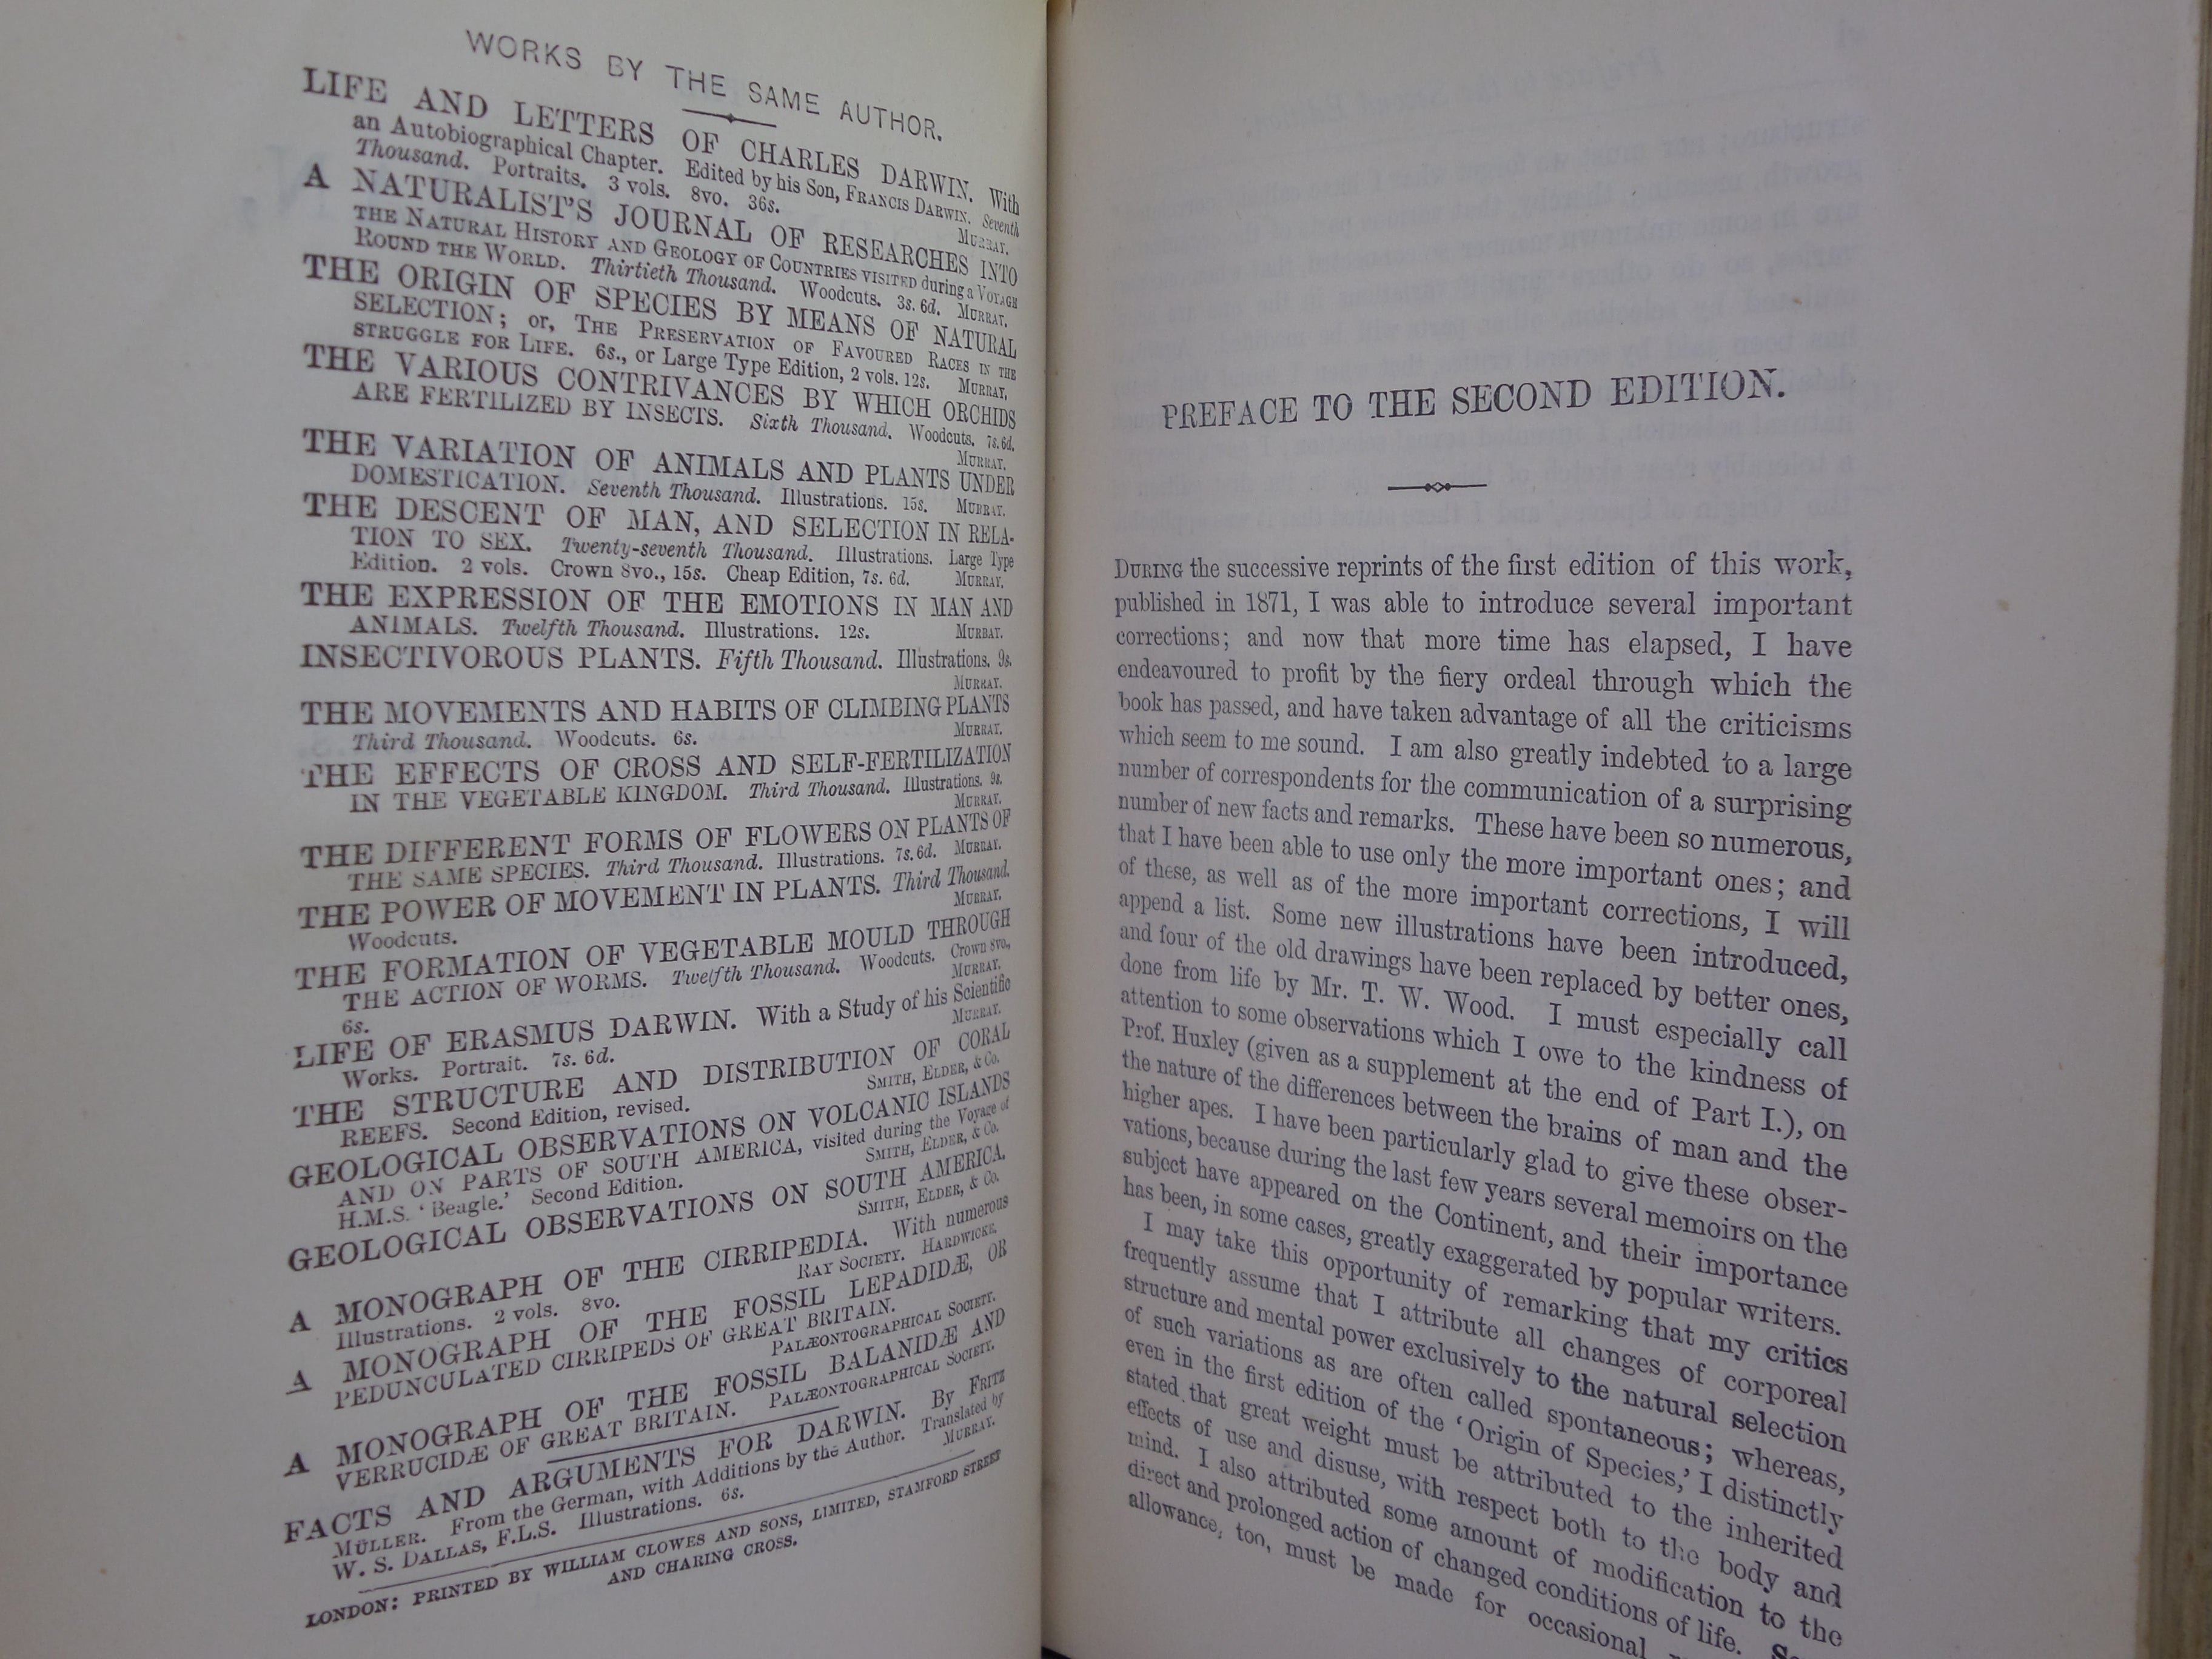 WORKS BY THE SAME AUTHOR.
LIFE AND LETTERS OF CHARLES DARWIN. With
an Autobiographical Chapter. Edited by his Son, FRANCIS DARWIN. Seventh
Thousand. Portraits. 3 vols. 8vo. 36s. MURRAY.
A NATURALIST'S JOURNAL OF RESEARCHES INTO
THE NATURAL HISTORY AND GEOLOGY OF COUNTRIES VISITED during a VOYAGE
ROUND THE WORLD. Thirtieth Thousand. Woodcuts. 3s. 6d. MURRAY.
THE ORIGIN OF SPECIES BY MEANS OF NATURAL
SELECTION; or, THE PRESERVATION OF FAVOURED RACES IN THE
STRUGGLE FOR LIFE. 6s., or Large Type Edition, 2 vols. 12s. MURRAY,
THE VARIOUS CONTRIVANCES BY WHICH ORCHIDS
ARE FERTILIZED BY INSECTS. Sixth Thousand. Woodcuts. 7s. 6d.
MURRAY.
THE VARIATION OF ANIMALS AND PLANTS UNDER
DOMESTICATION. Seventh Thousand. Illustrations. 15s. MURRAY.
THE DESCENT OF MAN, AND SELECTION IN RELA-
TION TO SEX. Twenty-seventh Thousand. Illustrations. Large Type
Edition. 2 vols. Crown 8vo., 15s. Cheap Edition, 7s. 6d. MURRAY.
THE EXPRESSION OF THE EMOTIONS IN MAN AND
ANIMALS. Twelfth Thousand. Illustrations. 12s. MURRAY.
INSECTIVOROUS PLANTS. Fifth Thousand. Illustrations. 9s.
MURRAY.
THE MOVEMENTS AND HABITS OF CLIMBING PLANTS
Third Thousand. Woodcuts. 6s. MURRAY.
THE EFFECTS OF CROSS AND SELF-FERTILIZATION
IN THE VEGETABLE KINGDOM. Third Thousand. Illustrations. 9s.
MURRAY.
THE DIFFERENT FORMS OF FLOWERS ON PLANTS OF
THE SAME SPECIES. Third Thousand. Illustrations. 7s. 6d. MURRAY.
THE POWER OF MOVEMENT IN PLANTS. Third Thousand.
Woodcuts. MURRAY.
THE FORMATION OF VEGETABLE MOULD THROUGH
THE ACTION OF WORMS. Twelfth Thousand. Woodcuts. Crown 8vo.,
6s. MURRAY.
LIFE OF ERASMUS DARWIN. With a Study of his Scientific
Works. Portrait. 7s. 6d. MURRAY.
THE STRUCTURE AND DISTRIBUTION OF CORAL
REEFS. Second Edition, revised. SMITH, ELDER, & Co.
GEOLOGICAL OBSERVATIONS ON VOLCANIC ISLANDS
AND ON PARTS OF SOUTH AMERICA, visited during the Voyage of
H.M.S. 'Beagle.' Second Edition. SMITH, ELDER, & Co.
GEOLOGICAL OBSERVATIONS ON SOUTH AMERICA.
SMITH, ELDER, & Co.
A MONOGRAPH OF THE CIRRIPEDIA. With numerous
Illustrations. 2 vols. 8vo. RAY SOCIETY. HARDWICKE.
A MONOGRAPH OF THE FOSSIL LEPADIDÆ, OR
PEDUNCULATED CIRRIPEDS OF GREAT BRITAIN.
PALÆONTOGRAPHICAL SOCIETY.
A MONOGRAPH OF THE FOSSIL BALANIDÆ AND
VERRUCIDÆ OF GREAT BRITAIN. PALÆONTOGRAPHICAL SOCIETY.
FACTS AND ARGUMENTS FOR DARWIN. By FRITZ
MÜLLER. From the German, with Additions by the Author. Translated by
W. S. DALLAS, F.L.S. Illustrations. 6s. MURRAY.
LONDON: PRINTED BY WILLIAM CLOWES AND SONS, LIMITED, STAMFORD STREET
AND CHARING CROSS.
PREFACE TO THE SECOND EDITION.
DURING the successive reprints of the first edition of this work,
published in 1871, I was able to introduce several important
corrections; and now that more time has elapsed, I have
endeavoured to profit by the fiery ordeal through which the
book has passed, and have taken advantage of all the criticisms
which seem to me sound. I am also greatly indebted to a large
number of correspondents for the communication of a surprising
number of new facts and remarks. These have been so numerous,
that I have been able to use only the more important ones; and
of these, as well as of the more important corrections, I will
append a list. Some new illustrations have been introduced,
and four of the old drawings have been replaced by better ones,
done from life by Mr. T. W. Wood. I must especially call
attention to some observations which I owe to the kindness of
Prof. Huxley (given as a supplement at the end of Part I.), on
the nature of the differences between the brains of man and the
higher apes. I have been particularly glad to give these obser-
vations, because during the last few years several memoirs on the
subject have appeared on the Continent, and their importance
has been, in some cases, greatly exaggerated by popular writers.
I may take this opportunity of remarking that my critics
frequently assume that I attribute all changes of corporeal
structure and mental power exclusively to the natural selection
of such variations as are often called spontaneous; whereas,
even in the first edition of the 'Origin of Species,' I distinctly
stated that great weight must be attributed to the inherited
effects of use and disuse, with respect both to the body and
mind. I also attributed some amount of modification to the
direct and prolonged action of changed conditions of life.
allowance, too, must be made for occasional